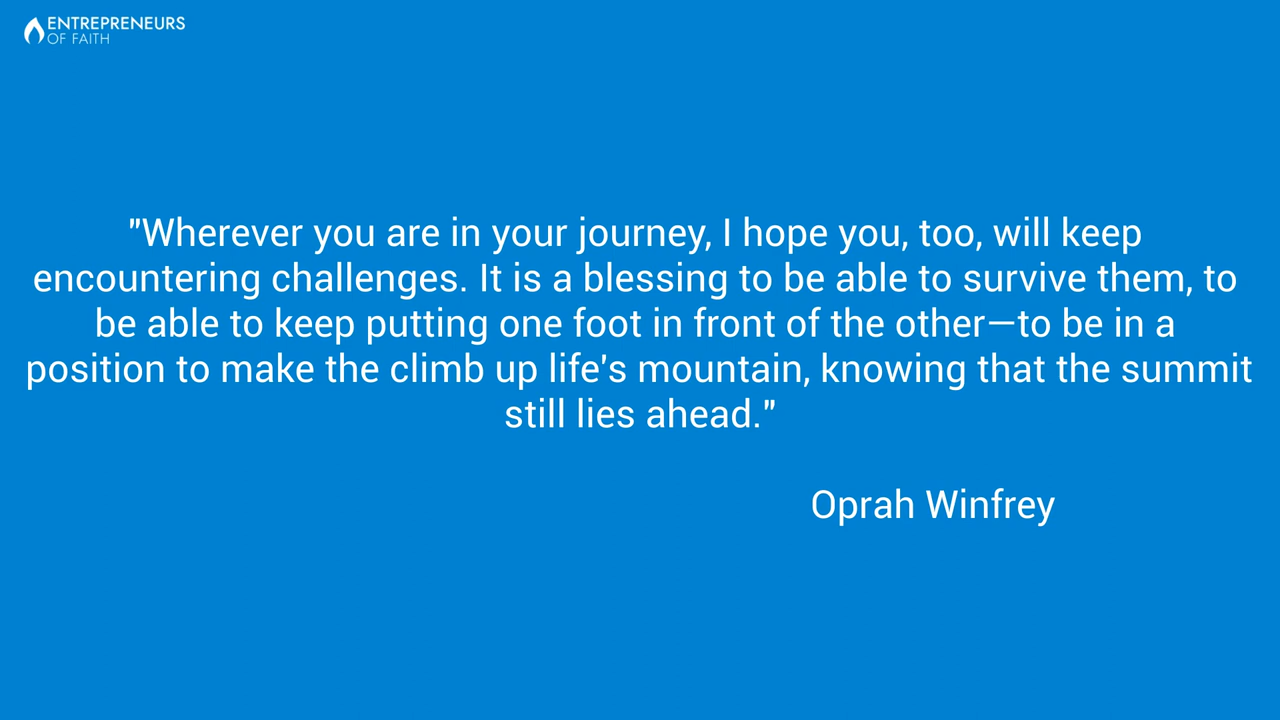 ENTREPRENEURS
OF FAITH
"Wherever you are in your journey, I hope you, too, will keep
encountering challenges. It is a blessing to be able to survive them, to
be able to keep putting one foot in front of the other—to be in a
position to make the climb up life's mountain, knowing that the summit
still lies ahead."
Oprah Winfrey